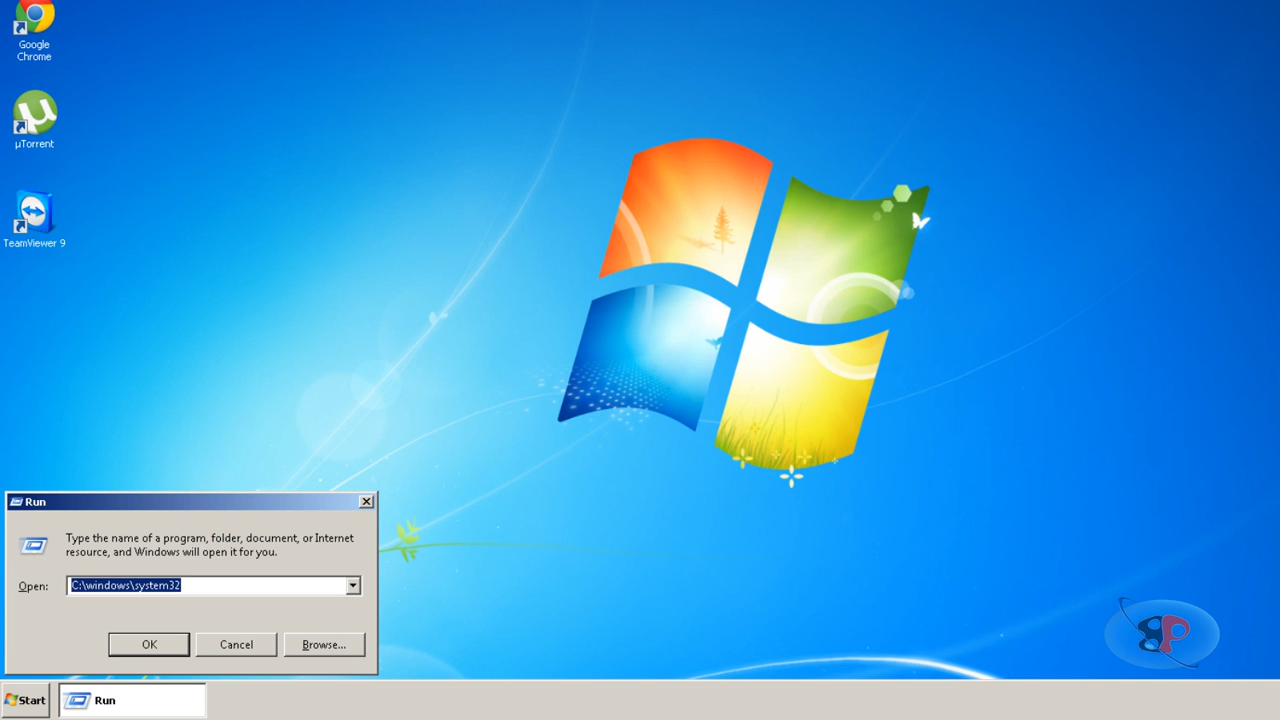 Google
Chrome
µTorrent
TeamViewer 9
Run
Type the name of a program, folder, document, or Internet
resource, and Windows will open it for you.
Open: C:\windows\system32
OK Cancel Browse...
BP
Start Run